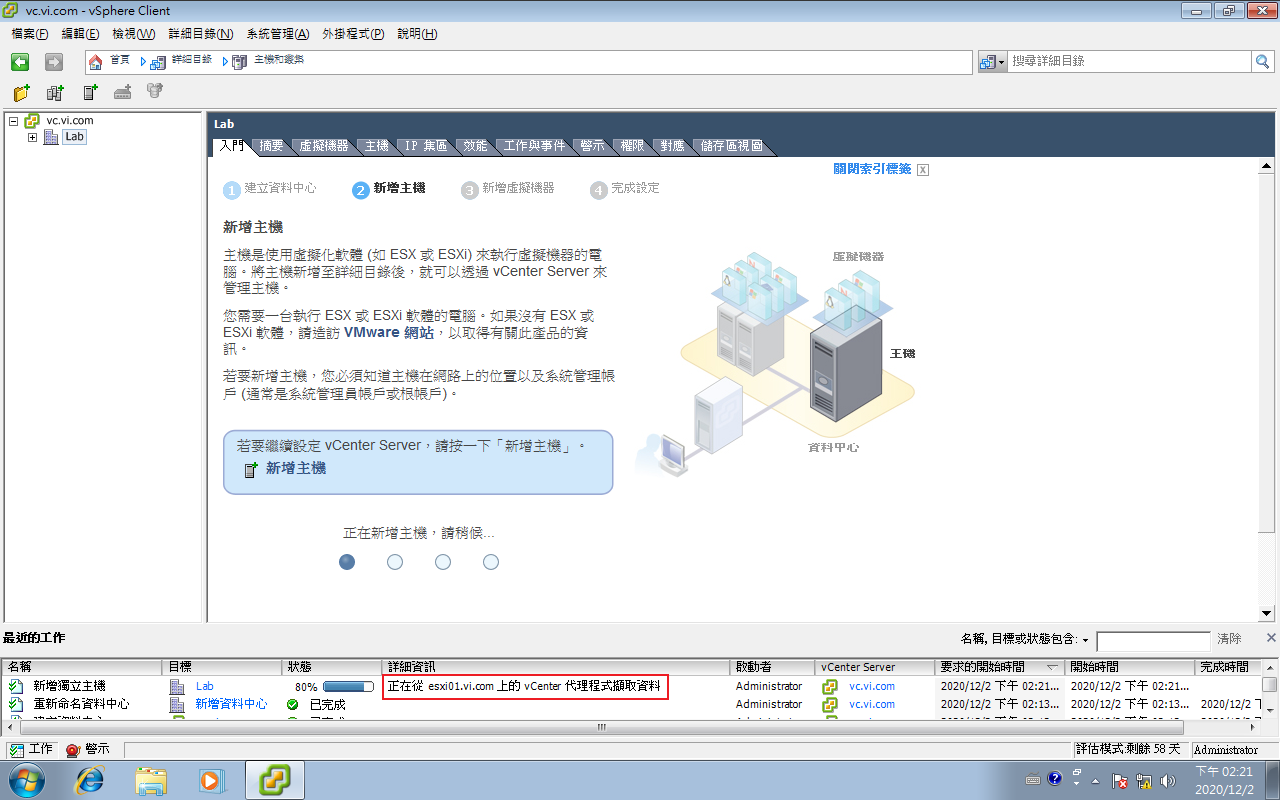 vc.vi.com - vSphere Client
檔案(F) 編輯(E) 檢視(W) 詳細目錄(N) 系統管理(A) 外掛程式(P) 說明(H)
首頁 詳細目錄 主機和叢集 搜尋詳細目錄
vc.vi.com
Lab
Lab
入門 摘要 虛擬機器 主機 IP 集區 效能 工作與事件 警示 權限 對應 儲存區視圖
關閉索引標籤
1 建立資料中心 2 新增主機 3 新增虛擬機器 4 完成設定
新增主機
主機是使用虛擬化軟體 (如 ESX 或 ESXi) 來執行虛擬機器的電
腦。將主機新增至詳細目錄後，就可以透過 vCenter Server 來
管理主機。
您需要一台執行 ESX 或 ESXi 軟體的電腦。如果沒有 ESX 或
ESXi 軟體，請造訪 VMware 網站，以取得有關此產品的資
訊。
若要新增主機，您必須知道主機在網路上的位置以及系統管理帳
戶 (通常是系統管理員帳戶或根帳戶)。
若要繼續設定 vCenter Server，請按一下「新增主機」。
新增主機
正在新增主機，請稍候...
虛擬機器
主機
資料中心
最近的工作 名稱, 目標或狀態包含: 清除
名稱 目標 狀態 詳細資訊 啟動者 vCenter Server 要求的開始時間 開始時間 完成時間
新增獨立主機 Lab 80% 正在從 esxi01.vi.com 上的 vCenter 代理程式擷取資料 Administrator vc.vi.com 2020/12/2 下午 02:21... 2020/12/2 下午 02:21...
重新命名資料中心 新增資料中心 已完成 Administrator vc.vi.com 2020/12/2 下午 02:13... 2020/12/2 下午 02:13... 2020/12/2 下
工作 警示 評估模式:剩餘 58 天 Administrator
下午 02:21
2020/12/2